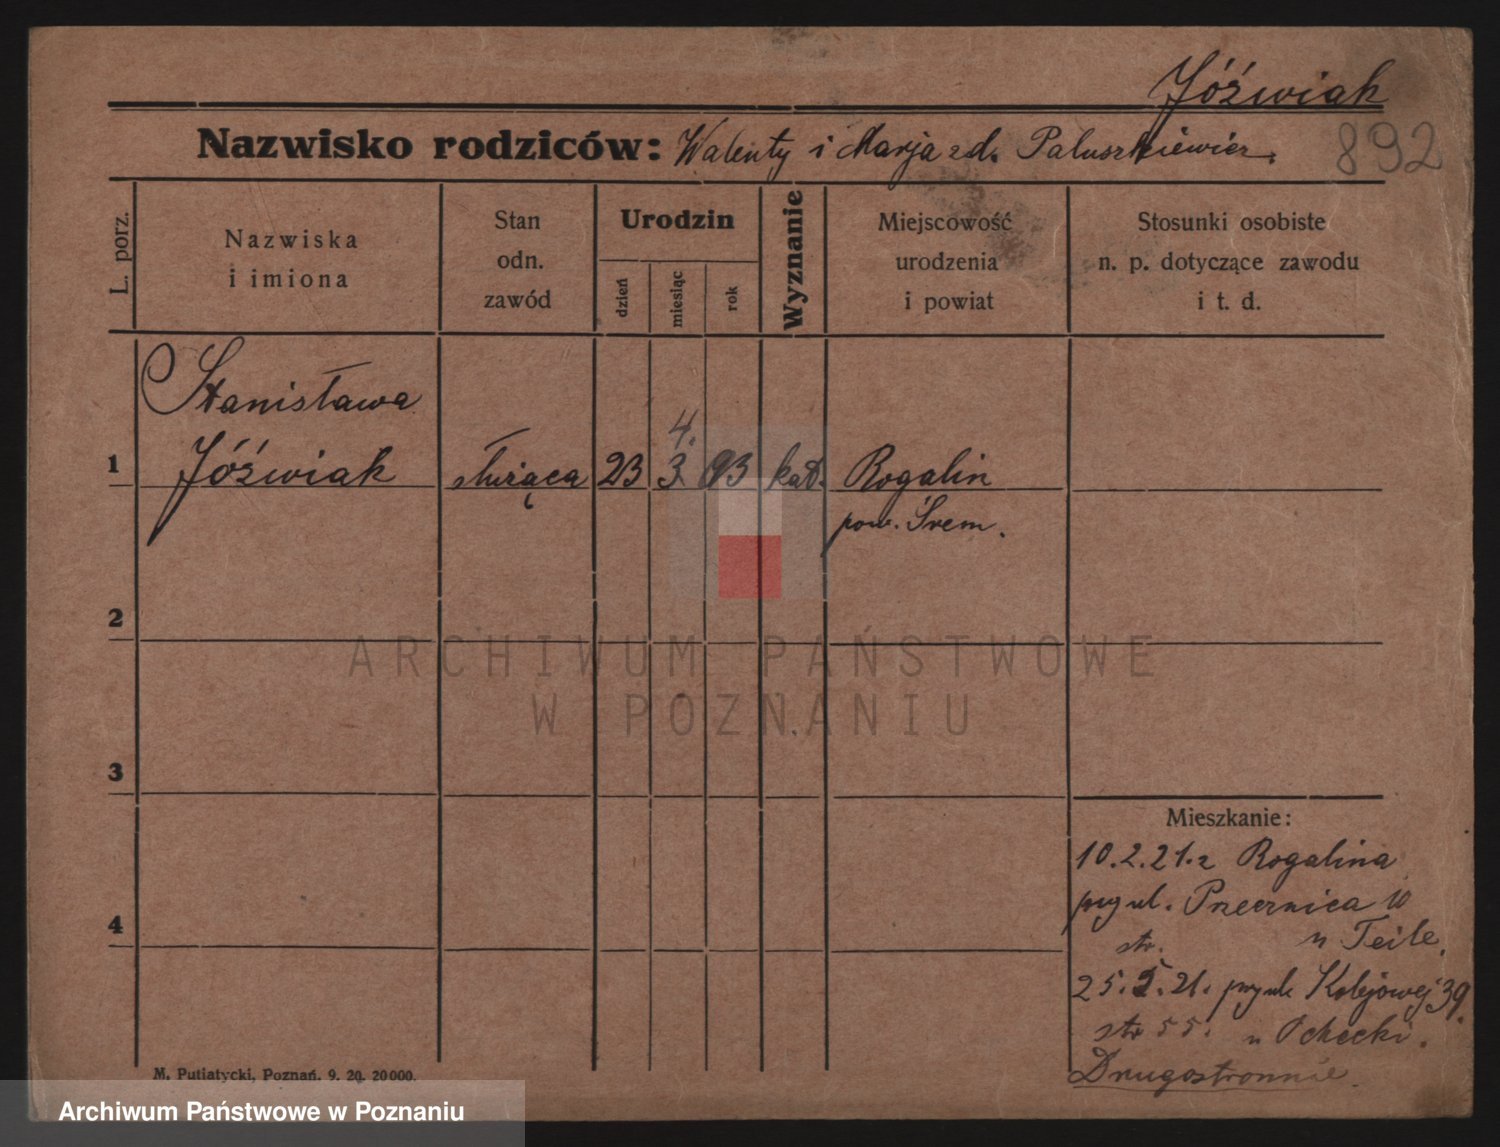 Jóźwiak
Nazwisko rodziców: Walenty i Marja zd. Paluszkiewicz.
892
L. porz.
Nazwiska
i imiona
Stan
odn.
zawód
Urodzin
dzień
miesiąc
rok
Wyznanie
Miejscowość
urodzenia
i powiat
Stosunki osobiste
n. p. dotyczące zawodu
i t. d.
Stanisława
4.
1 Jóźwiak służąca 23 3. 93 kat. Rogalin
pow. Śrem.
2
ARCHIWUM PAŃSTWOWE
W POZNANIU
3
Mieszkanie:
10.2.21. z Rogalina
przy ul. Przecznica 10
4
str. u Teile.
25.5.21. przy ul. Kolejowej 39.
str 55. u
Drugostronnie.
M. Putiatycki, Poznań. 9. 20. 20000.
Archiwum Państwowe w Poznaniu